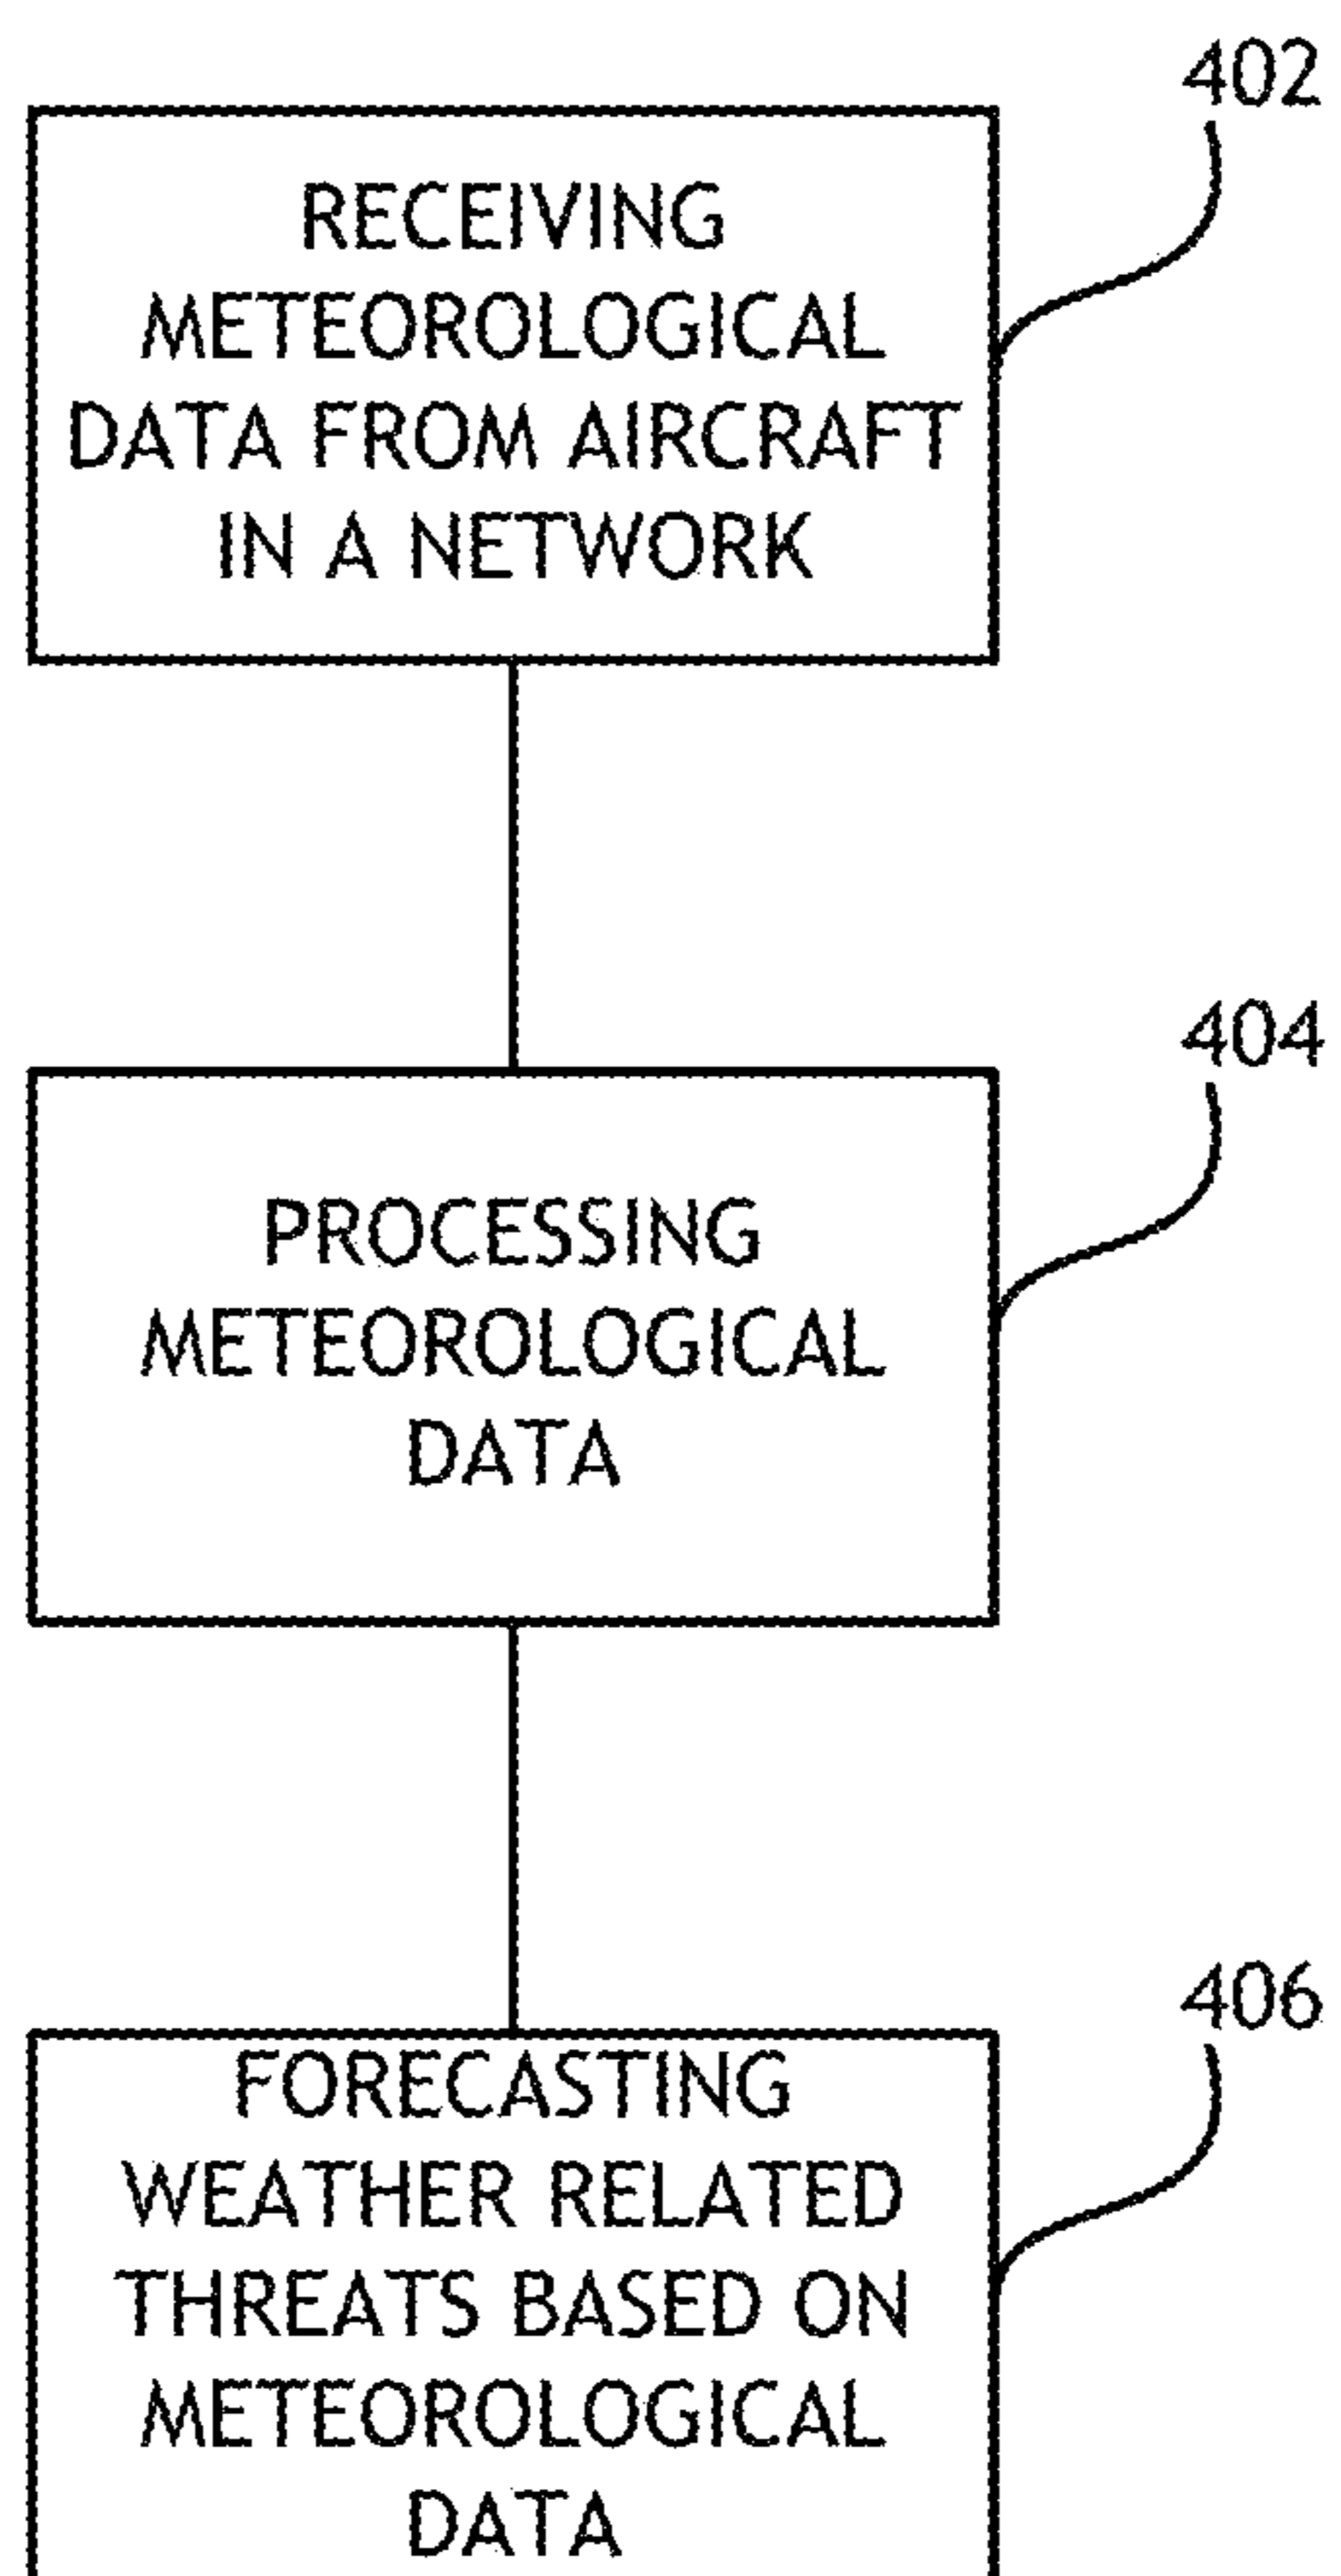 402
RECEIVING
METEOROLOGICAL
DATA FROM AIRCRAFT
IN A NETWORK
404
PROCESSING
METEOROLOGICAL
DATA
406
FORECASTING
WEATHER RELATED
THREATS BASED ON
METEOROLOGICAL
DATA